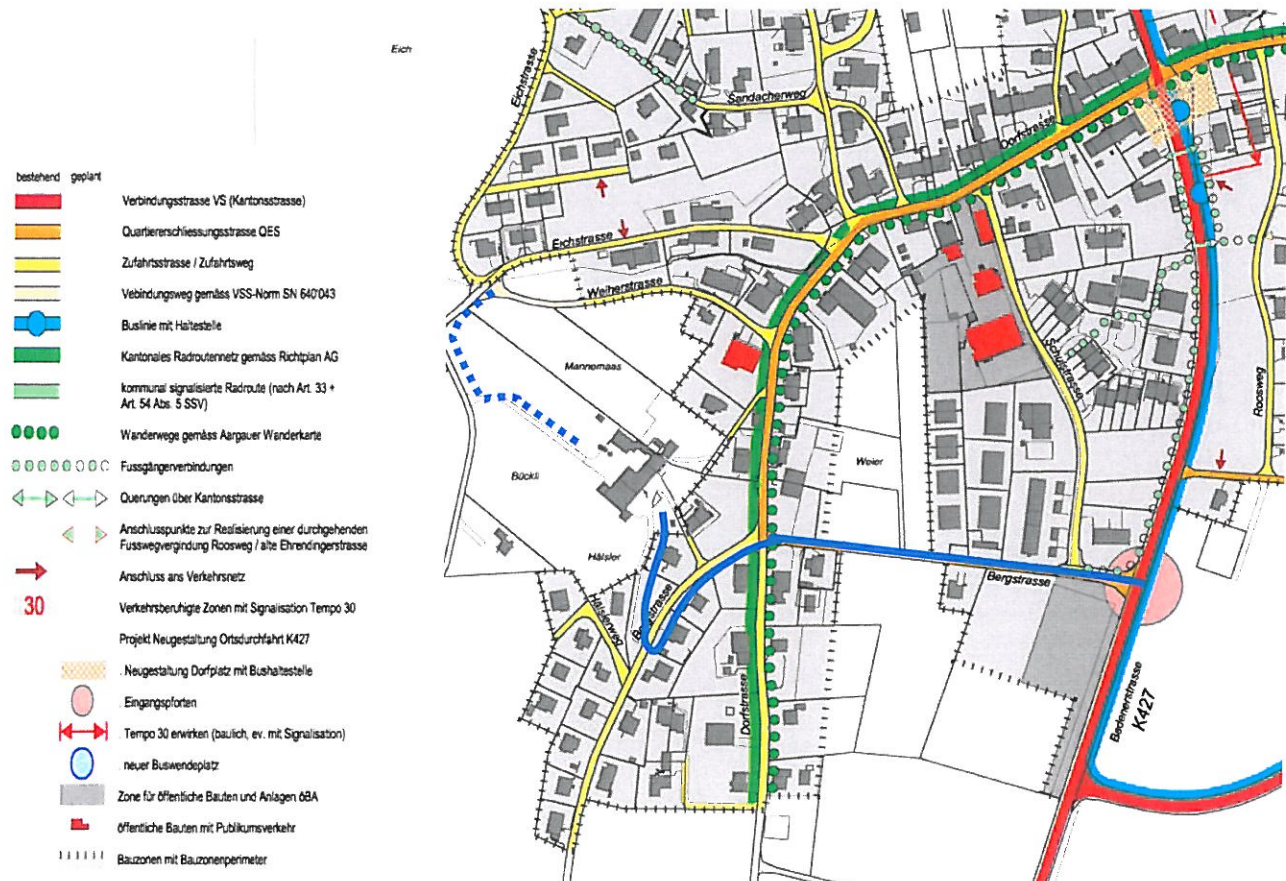 Eich
bestehend geplant
Verbindungsstrasse VS (Kantonsstrasse)
Quartiererschliessungsstrasse QES
Zufahrtsstrasse / Zufahrtsweg
Vebindungsweg gemäss VSS-Norm SN 640'043
Buslinie mit Haltestelle
Kantonales Radroutennetz gemäss Richtplan AG
kommunal signalisierte Radroute (nach Art. 33 +
Art. 54 Abs. 5 SSV)
Wanderwege gemäss Aargauer Wanderkarte
Fussgängerverbindungen
Querungen über Kantonsstrasse
Anschlusspunkte zur Realisierung einer durchgehenden
Fusswegvergindung Roosweg / alte Ehrendingerstrasse
Anschluss ans Verkehrsnetz
30 Verkehrsberuhigte Zonen mit Signalisation Tempo 30
Projekt Neugestaltung Ortsdurchfahrt K427
. Neugestaltung Dorfplatz mit Bushaltestelle
. Eingangspforten
. Tempo 30 erwirken (baulich, ev. mit Signalisation)
. neuer Buswendeplatz
Zone für öffentliche Bauten und Anlagen öBA
öffentliche Bauten mit Publikumsverkehr
Bauzonen mit Bauzonenperimeter
Eichstrasse
Sandacherweg
Dorfstrasse
Eichstrasse
Weiherstrasse
Mannemaas
Schulstrasse
Roosweg
Weier
Bückli
Hälsler
Bergstrasse
Hälslerweg
Bergstrasse
Dorfstrasse
Badenerstrasse
K427